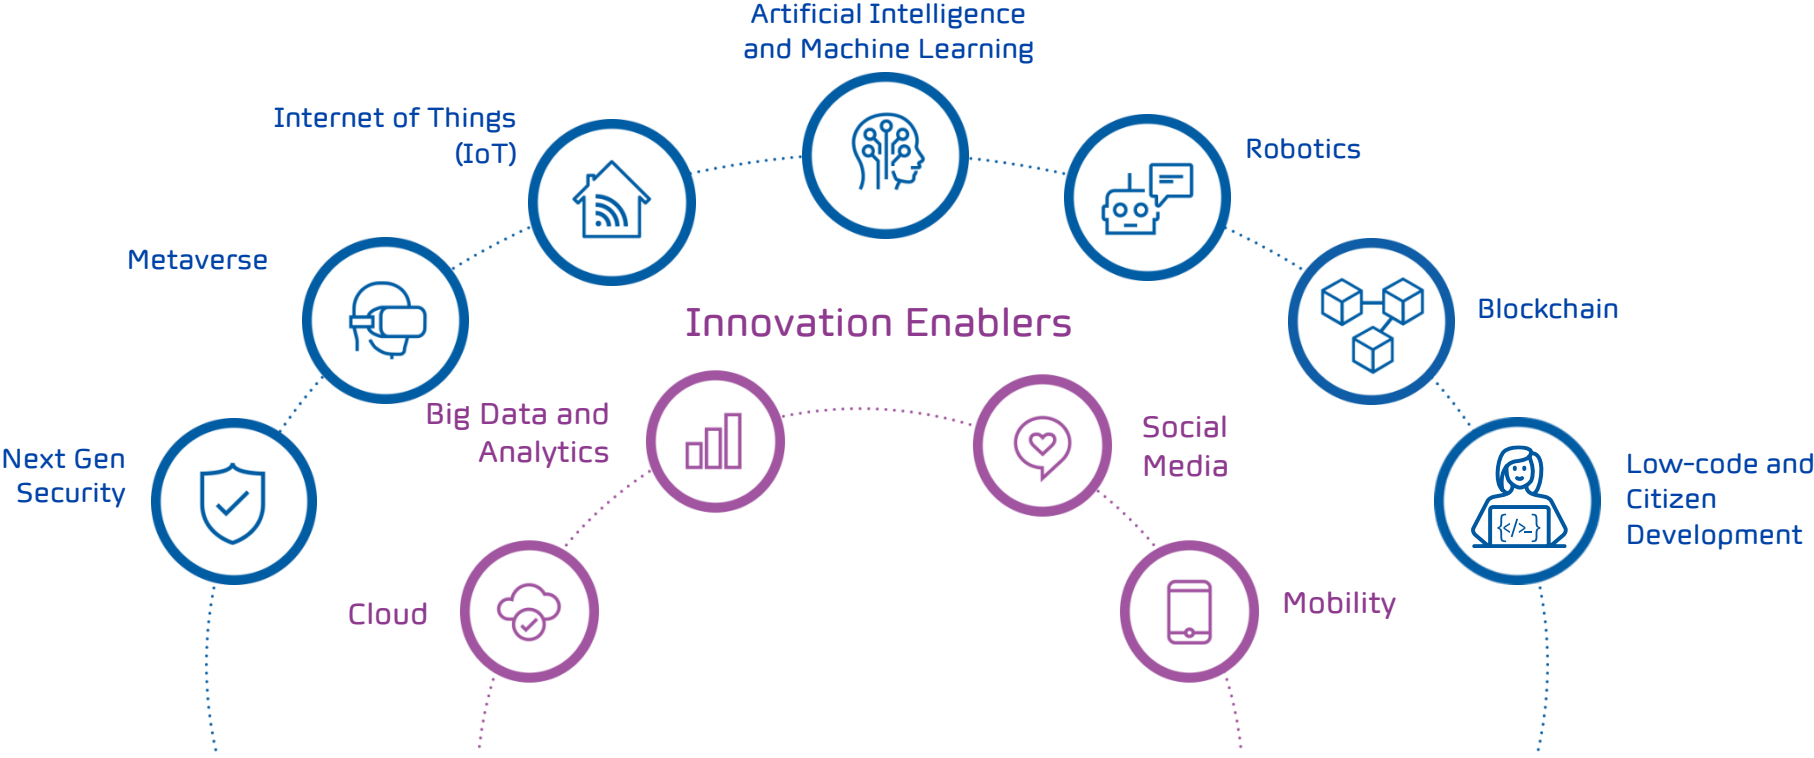 Artificial Intelligence
and Machine Learning
Internet of Things
(IoT)
Robotics
Metaverse
Blockchain
Innovation Enablers
Big Data and
Analytics
Social
Media
Next Gen
Security
Low-code and
Citizen
Development
{</>_}
Cloud
Mobility